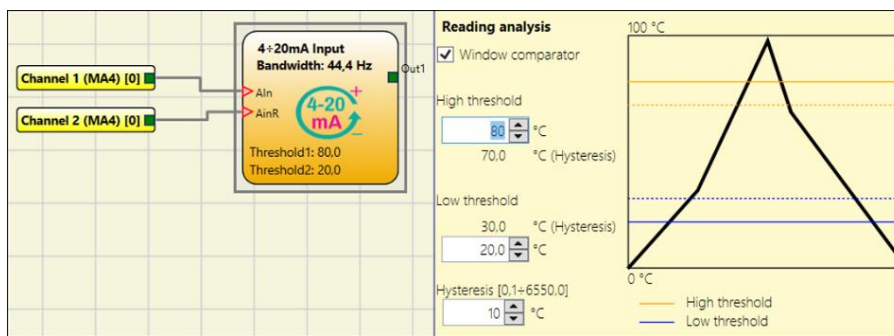 4÷20mA Input
Bandwidth: 44,4 Hz
Channel 1 (MA4) [0]
Channel 2 (MA4) [0]
AIn
AinR
Out1
4-20
mA
Threshold1: 80,0
Threshold2: 20,0
Reading analysis
Window comparator
High threshold
80 °C
70,0 °C (Hysteresis)
Low threshold
30,0 °C (Hysteresis)
20,0 °C
Hysteresis [0,1÷6550,0]
10 °C
100 °C
0 °C
High threshold
Low threshold